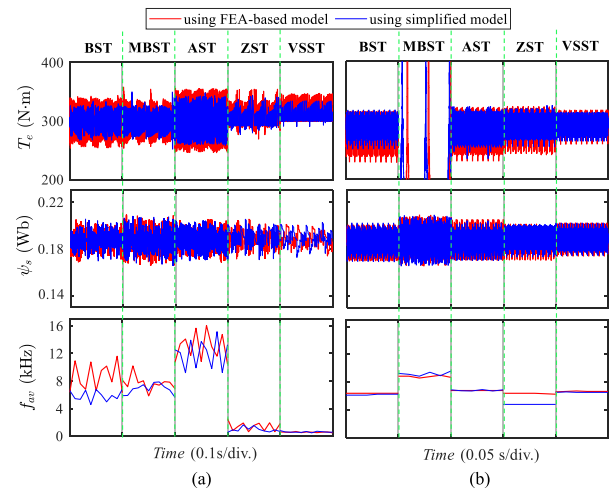 using FEA-based model using simplified model
BST MBST AST ZST VSST
BST MBST AST ZST VSST
T_e (N·m)
400
300
200
ψ_s (Wb)
0.22
0.18
0.14
f_av (kHz)
16
12
8
4
0
Time (0.1s/div.)
Time (0.05 s/div.)
(a)
(b)